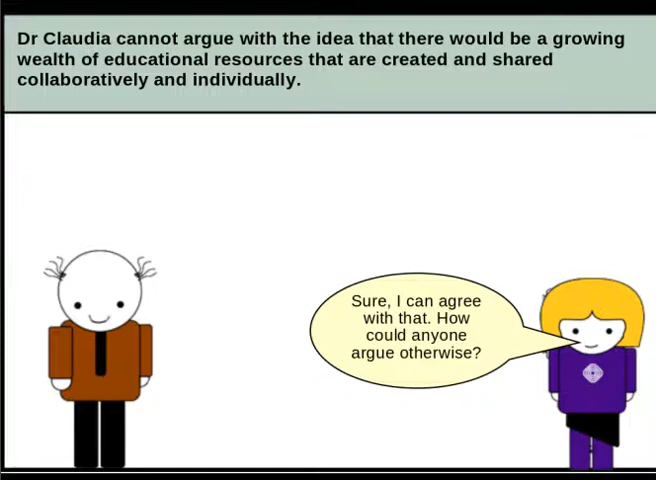 Dr Claudia cannot argue with the idea that there would be a growing
wealth of educational resources that are created and shared
collaboratively and individually.
Sure, I can agree
with that. How
could anyone
argue otherwise?